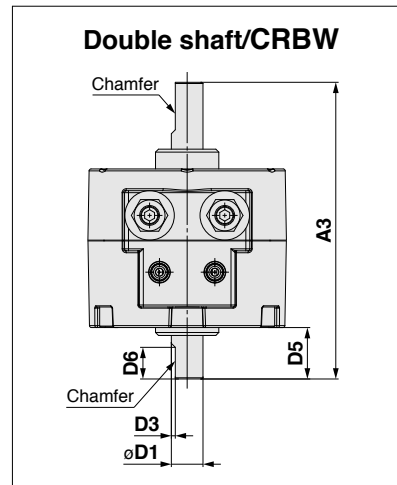 Double shaft/CRBW
Chamfer
A3
D5
D6
Chamfer
D3
øD1